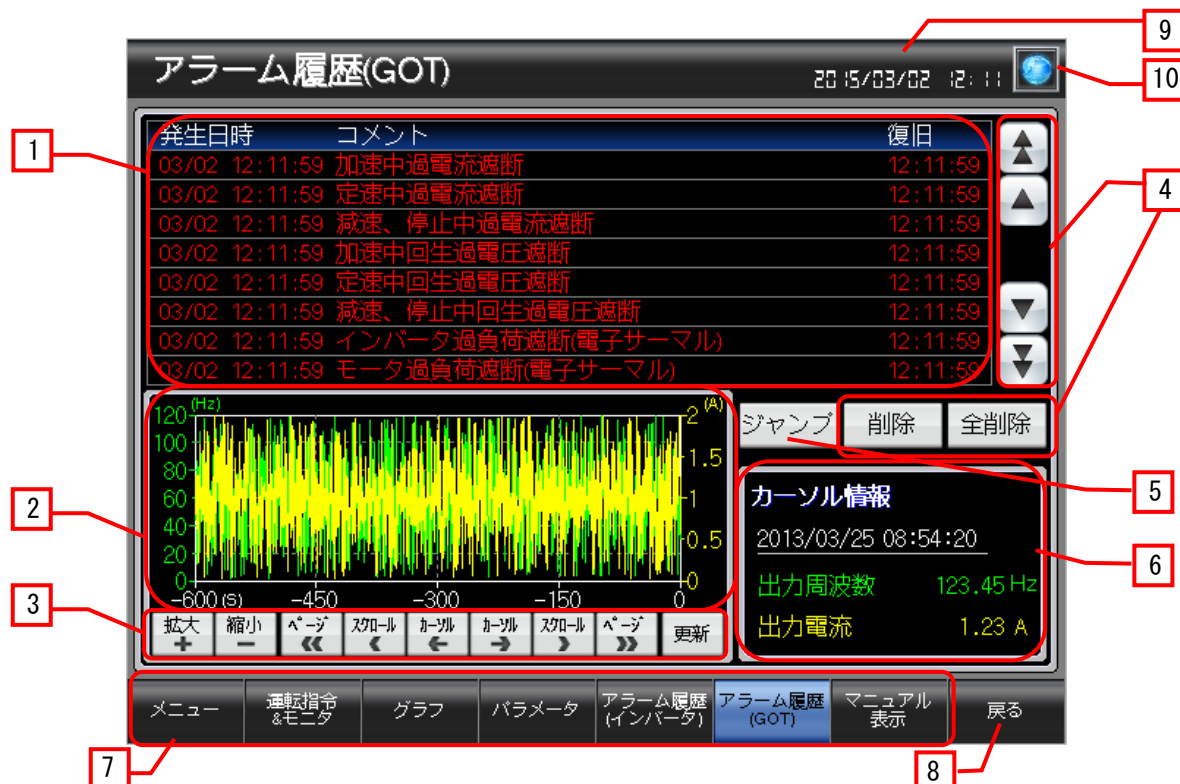 9
アラーム履歴(GOT)
2015/03/02 12:11
10
発生日時 コメント 復旧
1
03/02 12:11:59 加速中過電流遮断 12:11:59
03/02 12:11:59 定速中過電流遮断 12:11:59
4
03/02 12:11:59 減速、停止中過電流遮断 12:11:59
03/02 12:11:59 加速中回生過電圧遮断 12:11:59
03/02 12:11:59 定速中回生過電圧遮断 12:11:59
03/02 12:11:59 減速、停止中回生過電圧遮断 12:11:59
03/02 12:11:59 インバータ過負荷遮断(電子サーマル) 12:11:59
03/02 12:11:59 モータ過負荷遮断(電子サーマル) 12:11:59
(Hz) (A)
120 2
100
80 1.5
60 1
40
20 0.5
0 0
-600 (S) -450 -300 -150 0
2
ジャンプ 削除 全削除
5
カーソル情報
2013/03/25 08:54:20
6
出力周波数 123.45 Hz
出力電流 1.23 A
3
拡大 縮小 ページ スクロール カーソル カーソル スクロール ページ 更新
メニュー
運転指令
&モニタ
グラフ
パラメータ
アラーム履歴
(インバータ)
アラーム履歴
(GOT)
マニュアル
表示
戻る
7
8